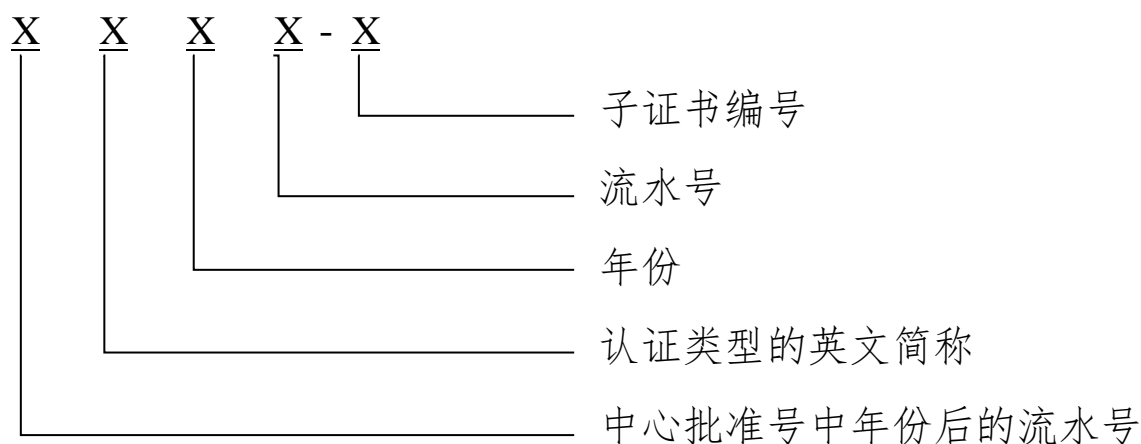 X X X X - X
子证书编号
流水号
年份
认证类型的英文简称
中心批准号中年份后的流水号